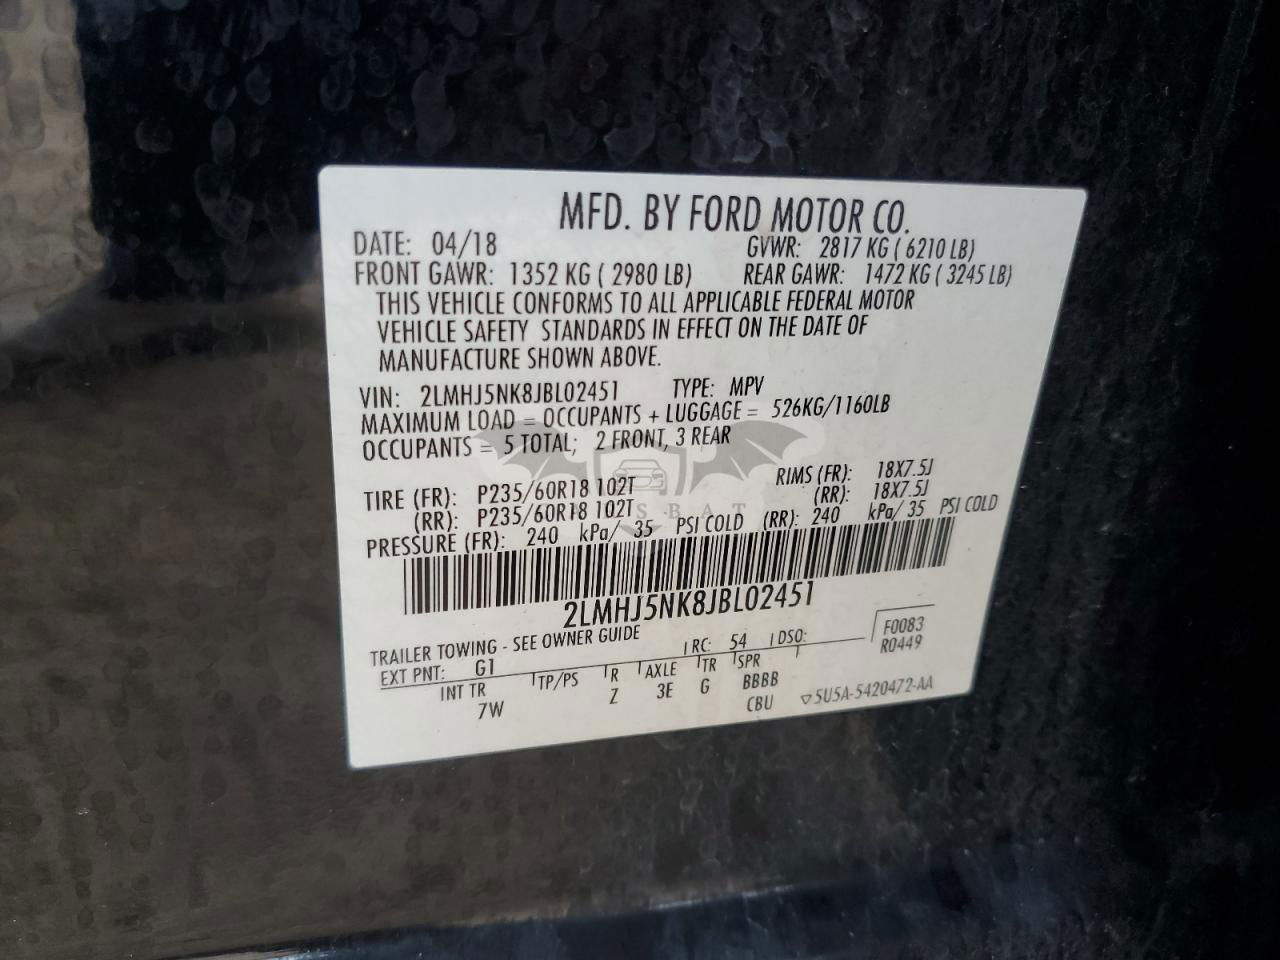 MFD. BY FORD MOTOR CO.
DATE: 04/18 GVWR: 2817 KG ( 6210 LB)
FRONT GAWR: 1352 KG ( 2980 LB) REAR GAWR: 1472 KG ( 3245 LB)
THIS VEHICLE CONFORMS TO ALL APPLICABLE FEDERAL MOTOR
VEHICLE SAFETY STANDARDS IN EFFECT ON THE DATE OF
MANUFACTURE SHOWN ABOVE.
VIN: 2LMHJ5NK8JBL02451 TYPE: MPV
MAXIMUM LOAD = OCCUPANTS + LUGGAGE = 526KG/1160LB
OCCUPANTS = 5 TOTAL; 2 FRONT, 3 REAR
TIRE (FR): P235/60R18 102T RIMS (FR): 18X7.5J
(RR): P235/60R18 102T (RR): 18X7.5J
PRESSURE (FR): 240 kPa/ 35 PSI COLD (RR): 240 kPa/ 35 PSI COLD
2LMHJ5NK8JBL02451
TRAILER TOWING - SEE OWNER GUIDE
EXT PNT: G1 RC: 54 DSO: F0083
R0449
INT TR TP/PS R AXLE TR SPR
7W Z 3E G BBBB
CBU 5U5A-5420472-AA